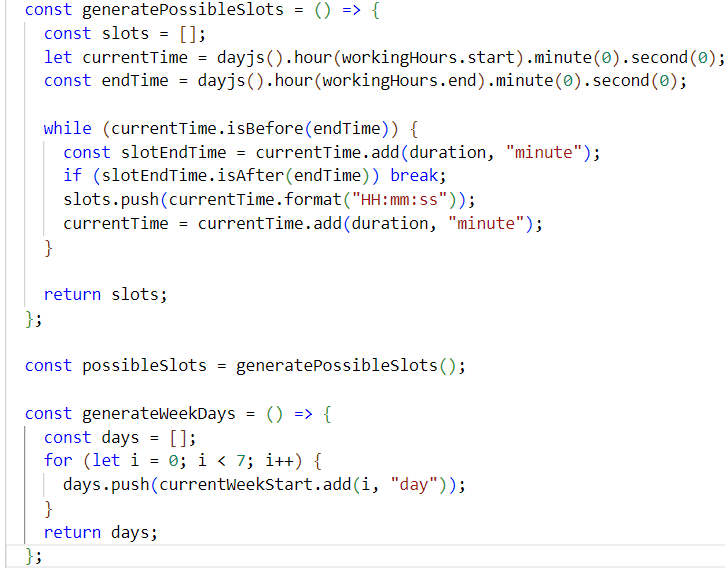 const generatePossibleSlots = () => {
  const slots = [];
  let currentTime = dayjs().hour(workingHours.start).minute(0).second(0);
  const endTime = dayjs().hour(workingHours.end).minute(0).second(0);

  while (currentTime.isBefore(endTime)) {
    const slotEndTime = currentTime.add(duration, "minute");
    if (slotEndTime.isAfter(endTime)) break;
    slots.push(currentTime.format("HH:mm:ss"));
    currentTime = currentTime.add(duration, "minute");
  }

  return slots;
};

const possibleSlots = generatePossibleSlots();

const generateWeekDays = () => {
  const days = [];
  for (let i = 0; i < 7; i++) {
    days.push(currentWeekStart.add(i, "day"));
  }
  return days;
};